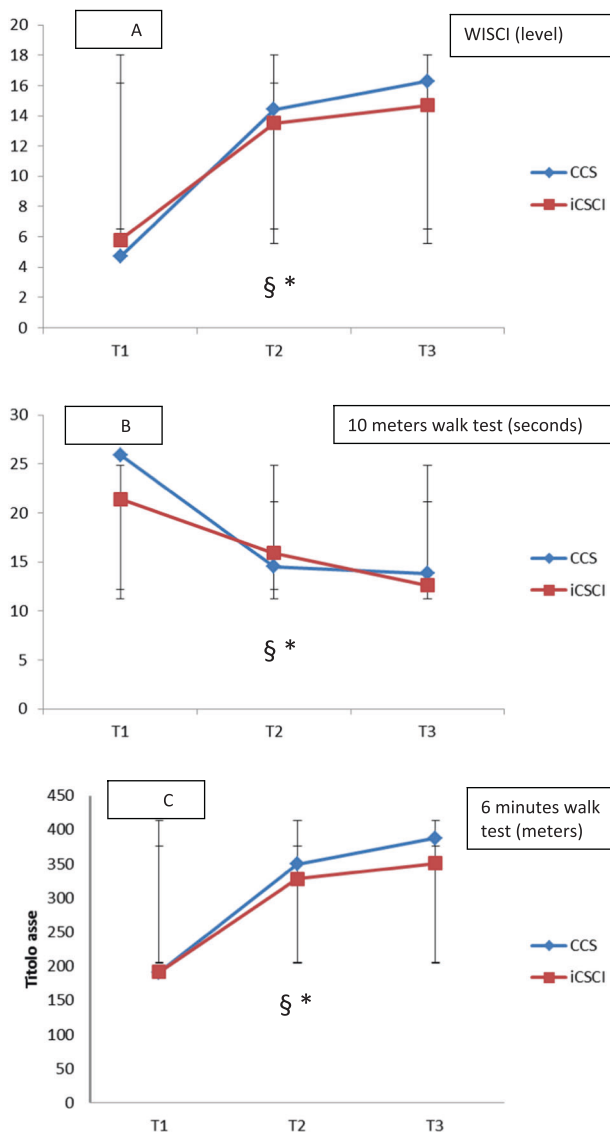 A
WISCI (level)
20
18
16
14
12
10
8
6
4
2
0
CCS
iCSCI
§ *
T1 T2 T3
B
10 meters walk test (seconds)
30
25
20
15
10
5
0
CCS
iCSCI
§ *
T1 T2 T3
C
6 minutes walk
test (meters)
Titolo asse
450
400
350
300
250
200
150
100
50
0
CCS
iCSCI
§ *
T1 T2 T3